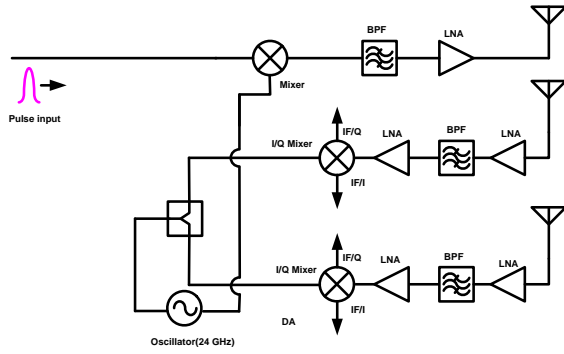 BPF
LNA
Mixer
Pulse input
I/Q Mixer
IF/Q
LNA
BPF
LNA
IF/I
I/Q Mixer
IF/Q
LNA
BPF
LNA
IF/I
DA
Oscillator(24 GHz)